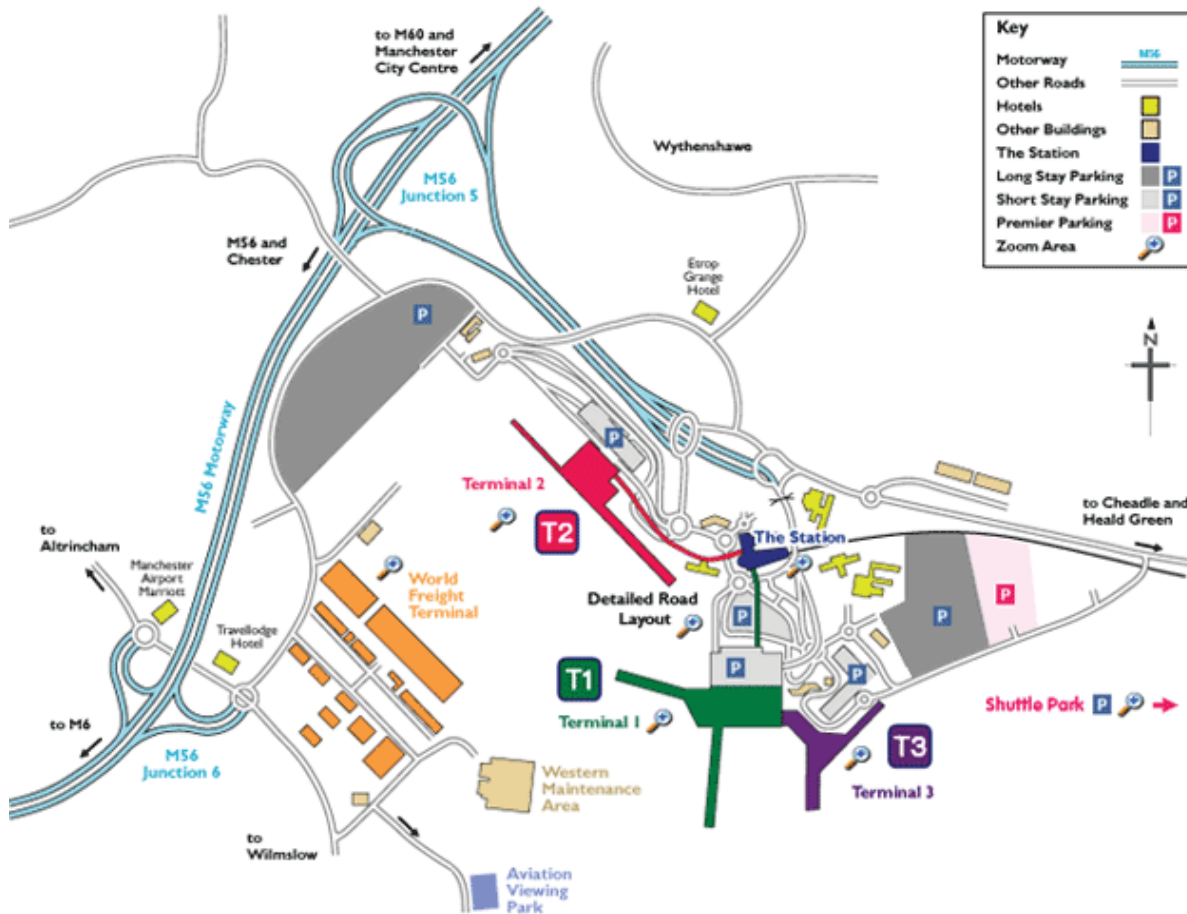 to M60 and
Manchester
City Centre
Wythenshawe
M56
Junction 5
M56 and
Chester
Etrop
Grange
Hotel
P
M56 Motorway
P
Terminal 2
T2
The Station
to Cheadle and
Heald Green
to
Altrincham
Manchester
Airport
Marriott
World
Freight
Terminal
Travellodge
Hotel
Detailed Road
Layout
P
P
P
P
P
T1
Terminal 1
Shuttle Park P
T3
Terminal 3
to M6
M56
Junction 6
Western
Maintenance
Area
to
Wilmslow
Aviation
Viewing
Park
Key
Motorway M56
Other Roads
Hotels
Other Buildings
The Station
Long Stay Parking P
Short Stay Parking P
Premier Parking P
Zoom Area
N